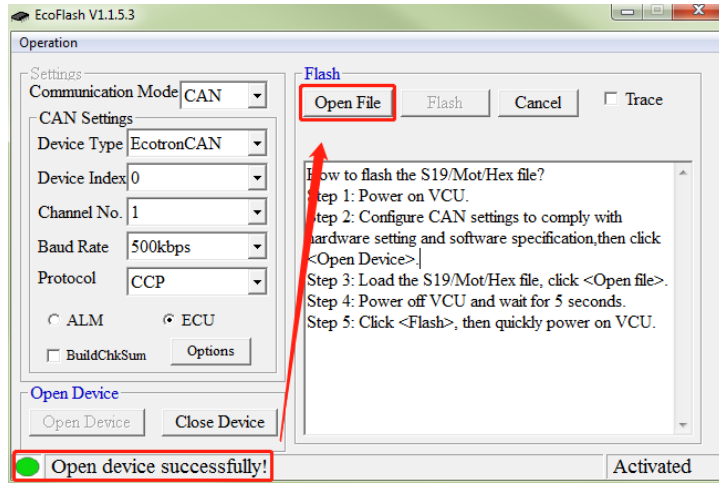 EcoFlash V1.1.5.3
Operation
Settings
Communication Mode CAN
CAN Settings
Device Type EcotronCAN
Device Index 0
Channel No. 1
Baud Rate 500kbps
Protocol CCP
ALM ECU
BuildChkSum Options
Open Device
Open Device Close Device
Flash
Open File Flash Cancel Trace
How to flash the S19/Mot/Hex file?
Step 1: Power on VCU.
Step 2: Configure CAN settings to comply with
hardware setting and software specification,then click
<Open Device>.
Step 3: Load the S19/Mot/Hex file, click <Open file>.
Step 4: Power off VCU and wait for 5 seconds.
Step 5: Click <Flash>, then quickly power on VCU.
Open device successfully! Activated